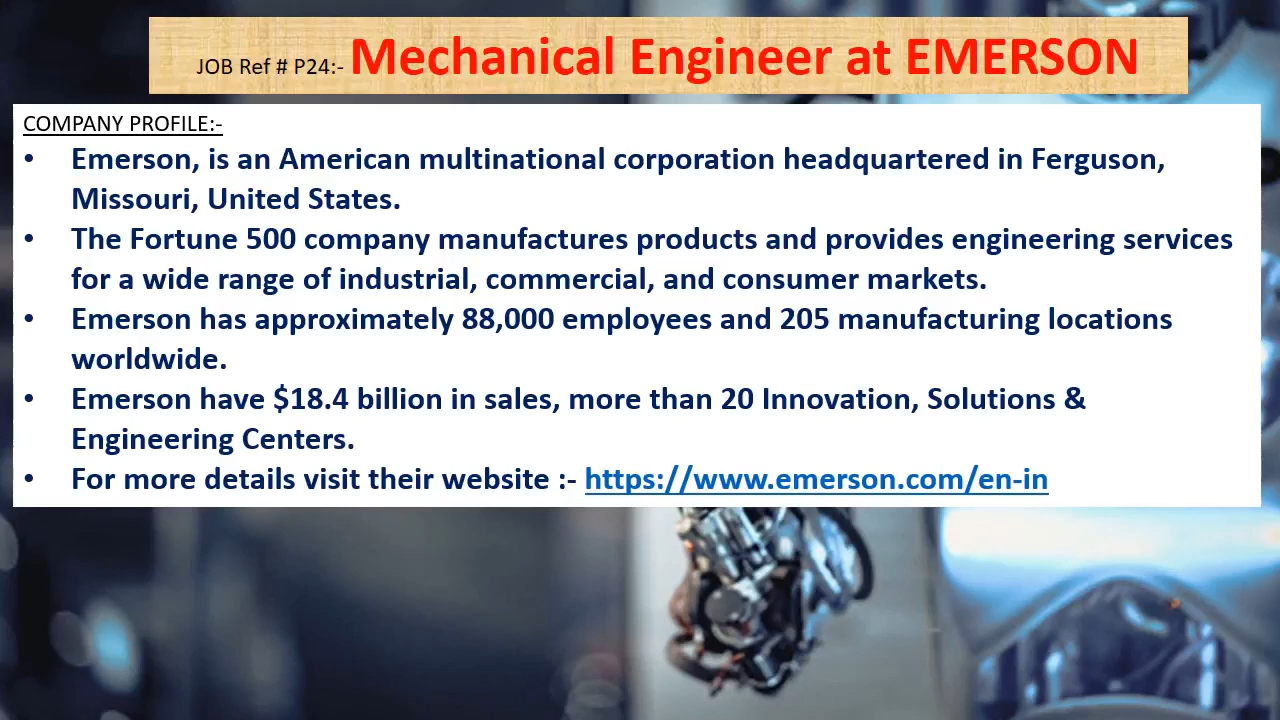 JOB Ref # P24:- Mechanical Engineer at EMERSON
COMPANY PROFILE:-
• Emerson, is an American multinational corporation headquartered in Ferguson,
Missouri, United States.
• The Fortune 500 company manufactures products and provides engineering services
for a wide range of industrial, commercial, and consumer markets.
• Emerson has approximately 88,000 employees and 205 manufacturing locations
worldwide.
• Emerson have $18.4 billion in sales, more than 20 Innovation, Solutions &
Engineering Centers.
• For more details visit their website :- https://www.emerson.com/en-in